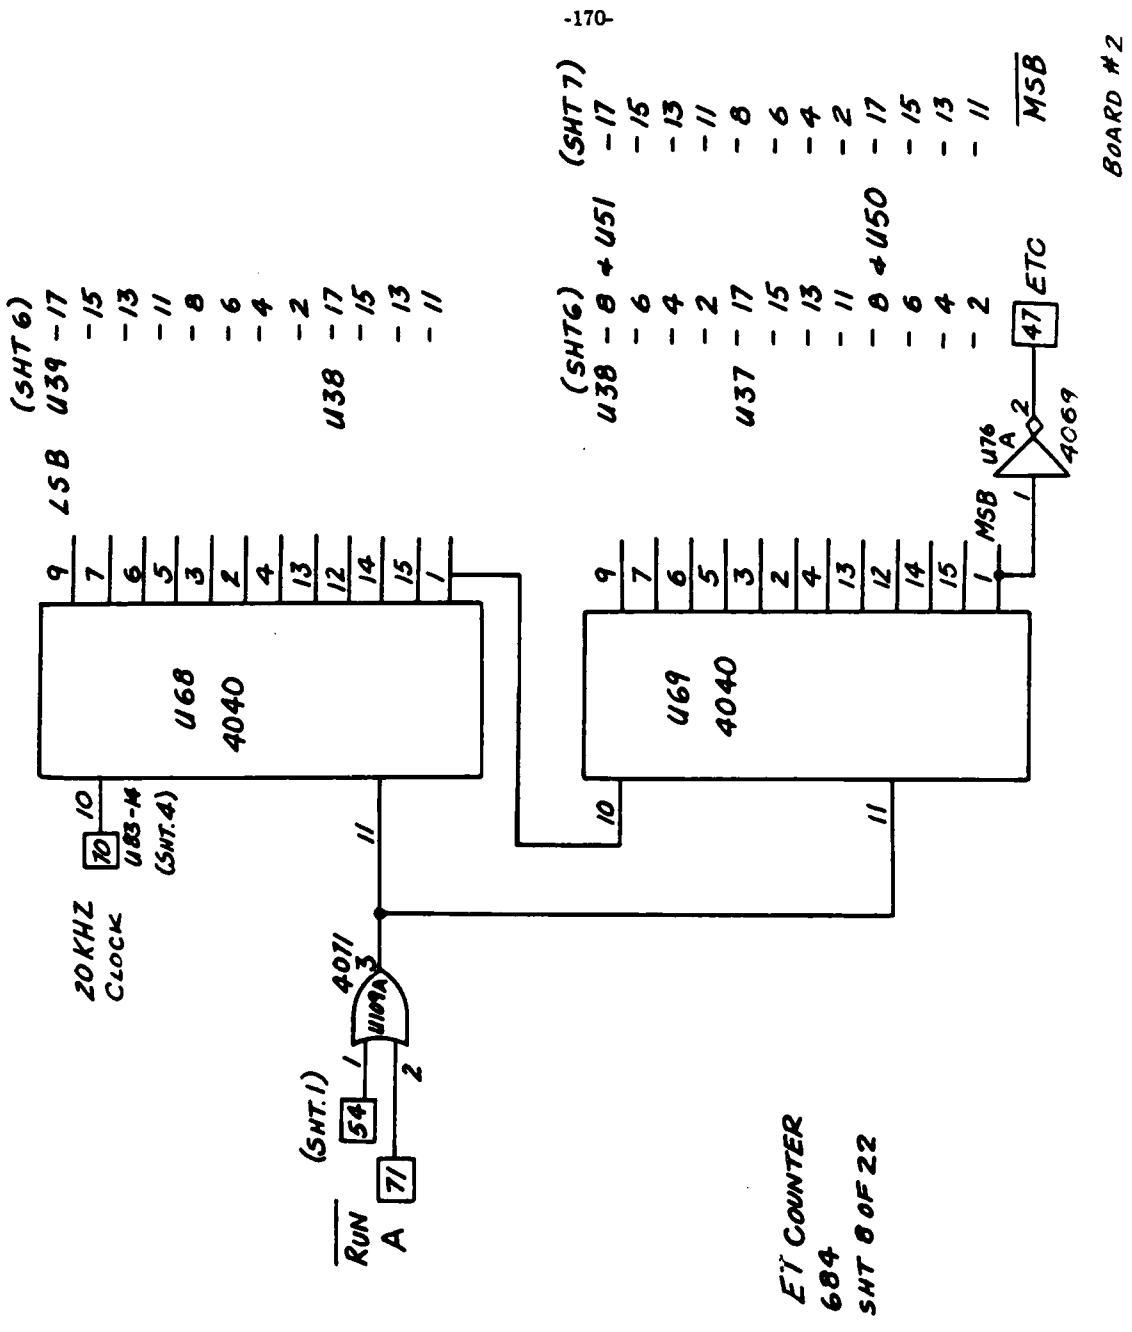 -170-
20KHZ
CLOCK
70
10
U83-14
(SHT.4)
U68
4040
11
9
7
6
5
3
2
4
13
12
14
15
1
LSB
(SHT 6)
U39 -17
-15
-13
-11
-8
-6
-4
-2
U38 -17
-15
-13
-11
(SHT.1)
54
1
RUN
A
71
2
U109A
4071
3
10
11
U69
4040
9
7
6
5
3
2
4
13
12
14
15
1
MSB
(SHT6) (SHT 7)
U38 -8 & U51 -17
-6 -15
-4 -13
-2 -11
U37 -17 -8
-15 -6
-13 -4
-11 -2
-8 & U50 -17
-6 -15
-4 -13
-2 -11
MSB
1
U76
A
2
4069
47
ETC
ET COUNTER
684
SHT 8 OF 22
BOARD #2